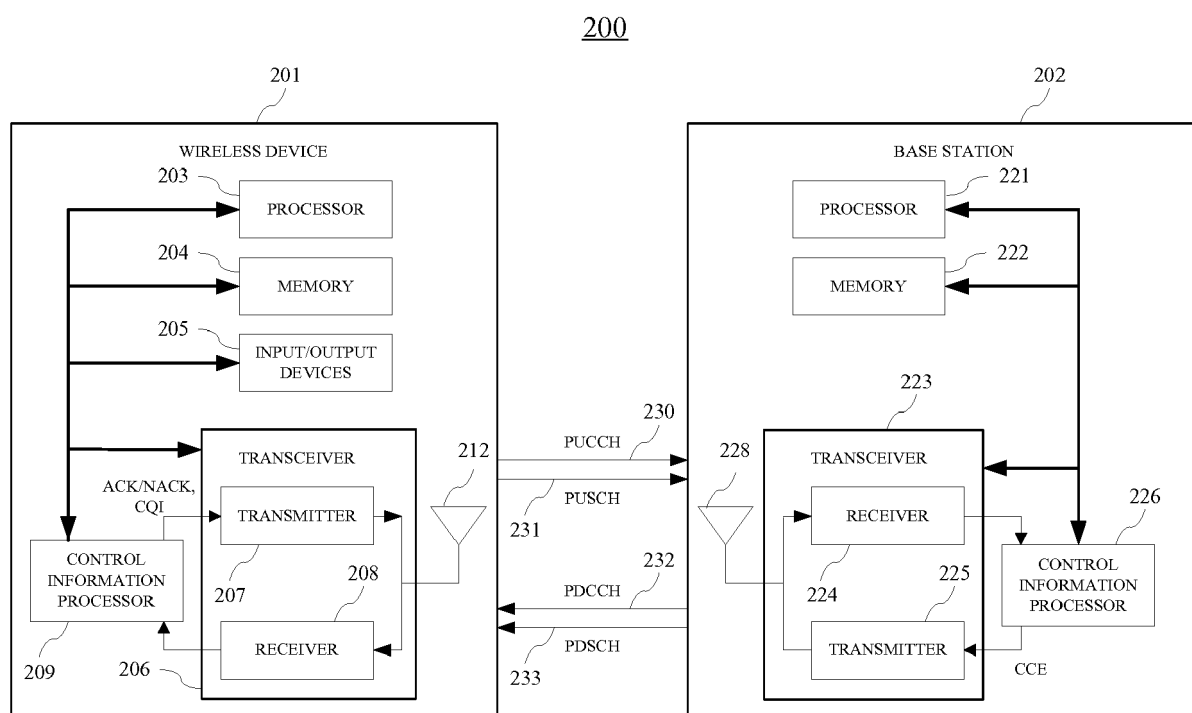 200
201
202
WIRELESS DEVICE
203
PROCESSOR
204
MEMORY
205
INPUT/OUTPUT
DEVICES
TRANSCEIVER
212
ACK/NACK,
CQI
TRANSMITTER
207
208
CONTROL
INFORMATION
PROCESSOR
RECEIVER
209
206
PUCCH
230
PUSCH
231
232
PDCCH
PDSCH
233
BASE STATION
221
PROCESSOR
222
MEMORY
223
228
TRANSCEIVER
RECEIVER
226
224
225
CONTROL
INFORMATION
PROCESSOR
TRANSMITTER
CCE